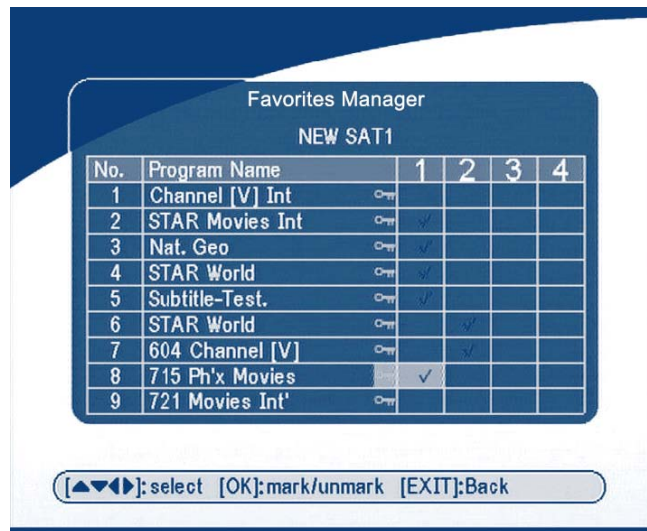 Favorites Manager
NEW SAT1
No. Program Name 1 2 3 4
1 Channel [V] Int
2 STAR Movies Int ✓
3 Nat. Geo ✓
4 STAR World ✓
5 Subtitle-Test. ✓
6 STAR World ✓
7 604 Channel [V] ✓
8 715 Ph'x Movies ✓
9 721 Movies Int'
[▲▼◀▶]:select [OK]:mark/unmark [EXIT]:Back